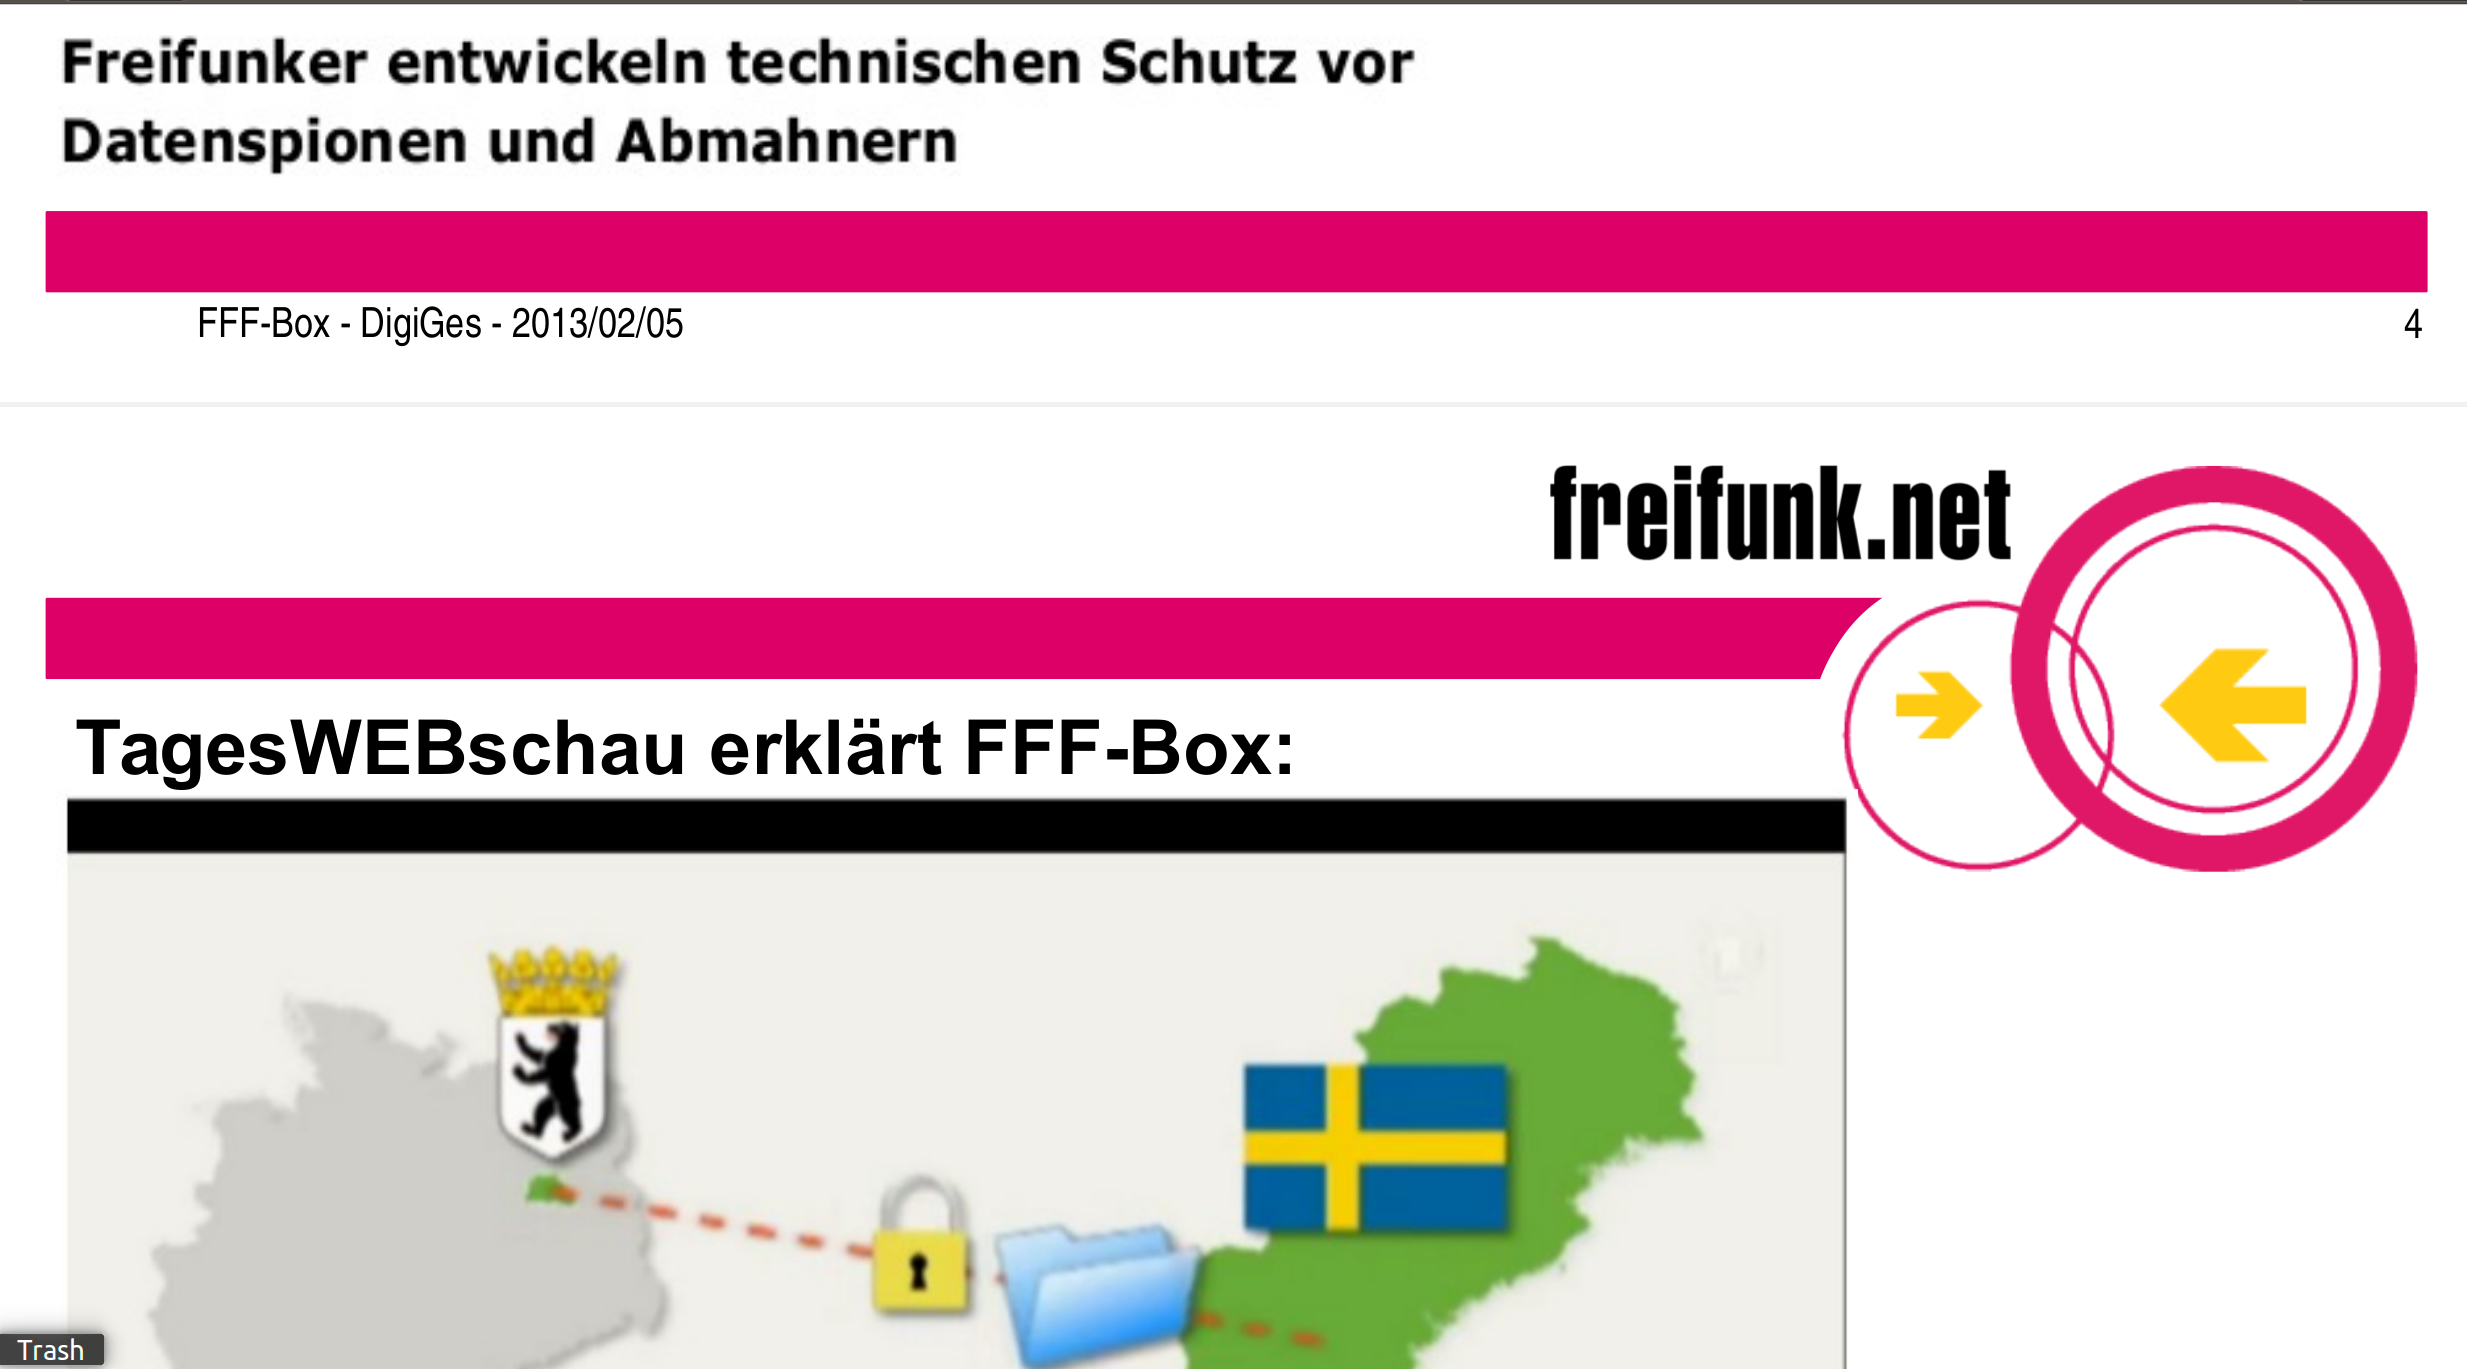 Freifunker entwickeln technischen Schutz vor
Datenspionen und Abmahnern
FFF-Box - DigiGes - 2013/02/05
4
freifunk.net
TagesWEBschau erklärt FFF-Box:
Trash